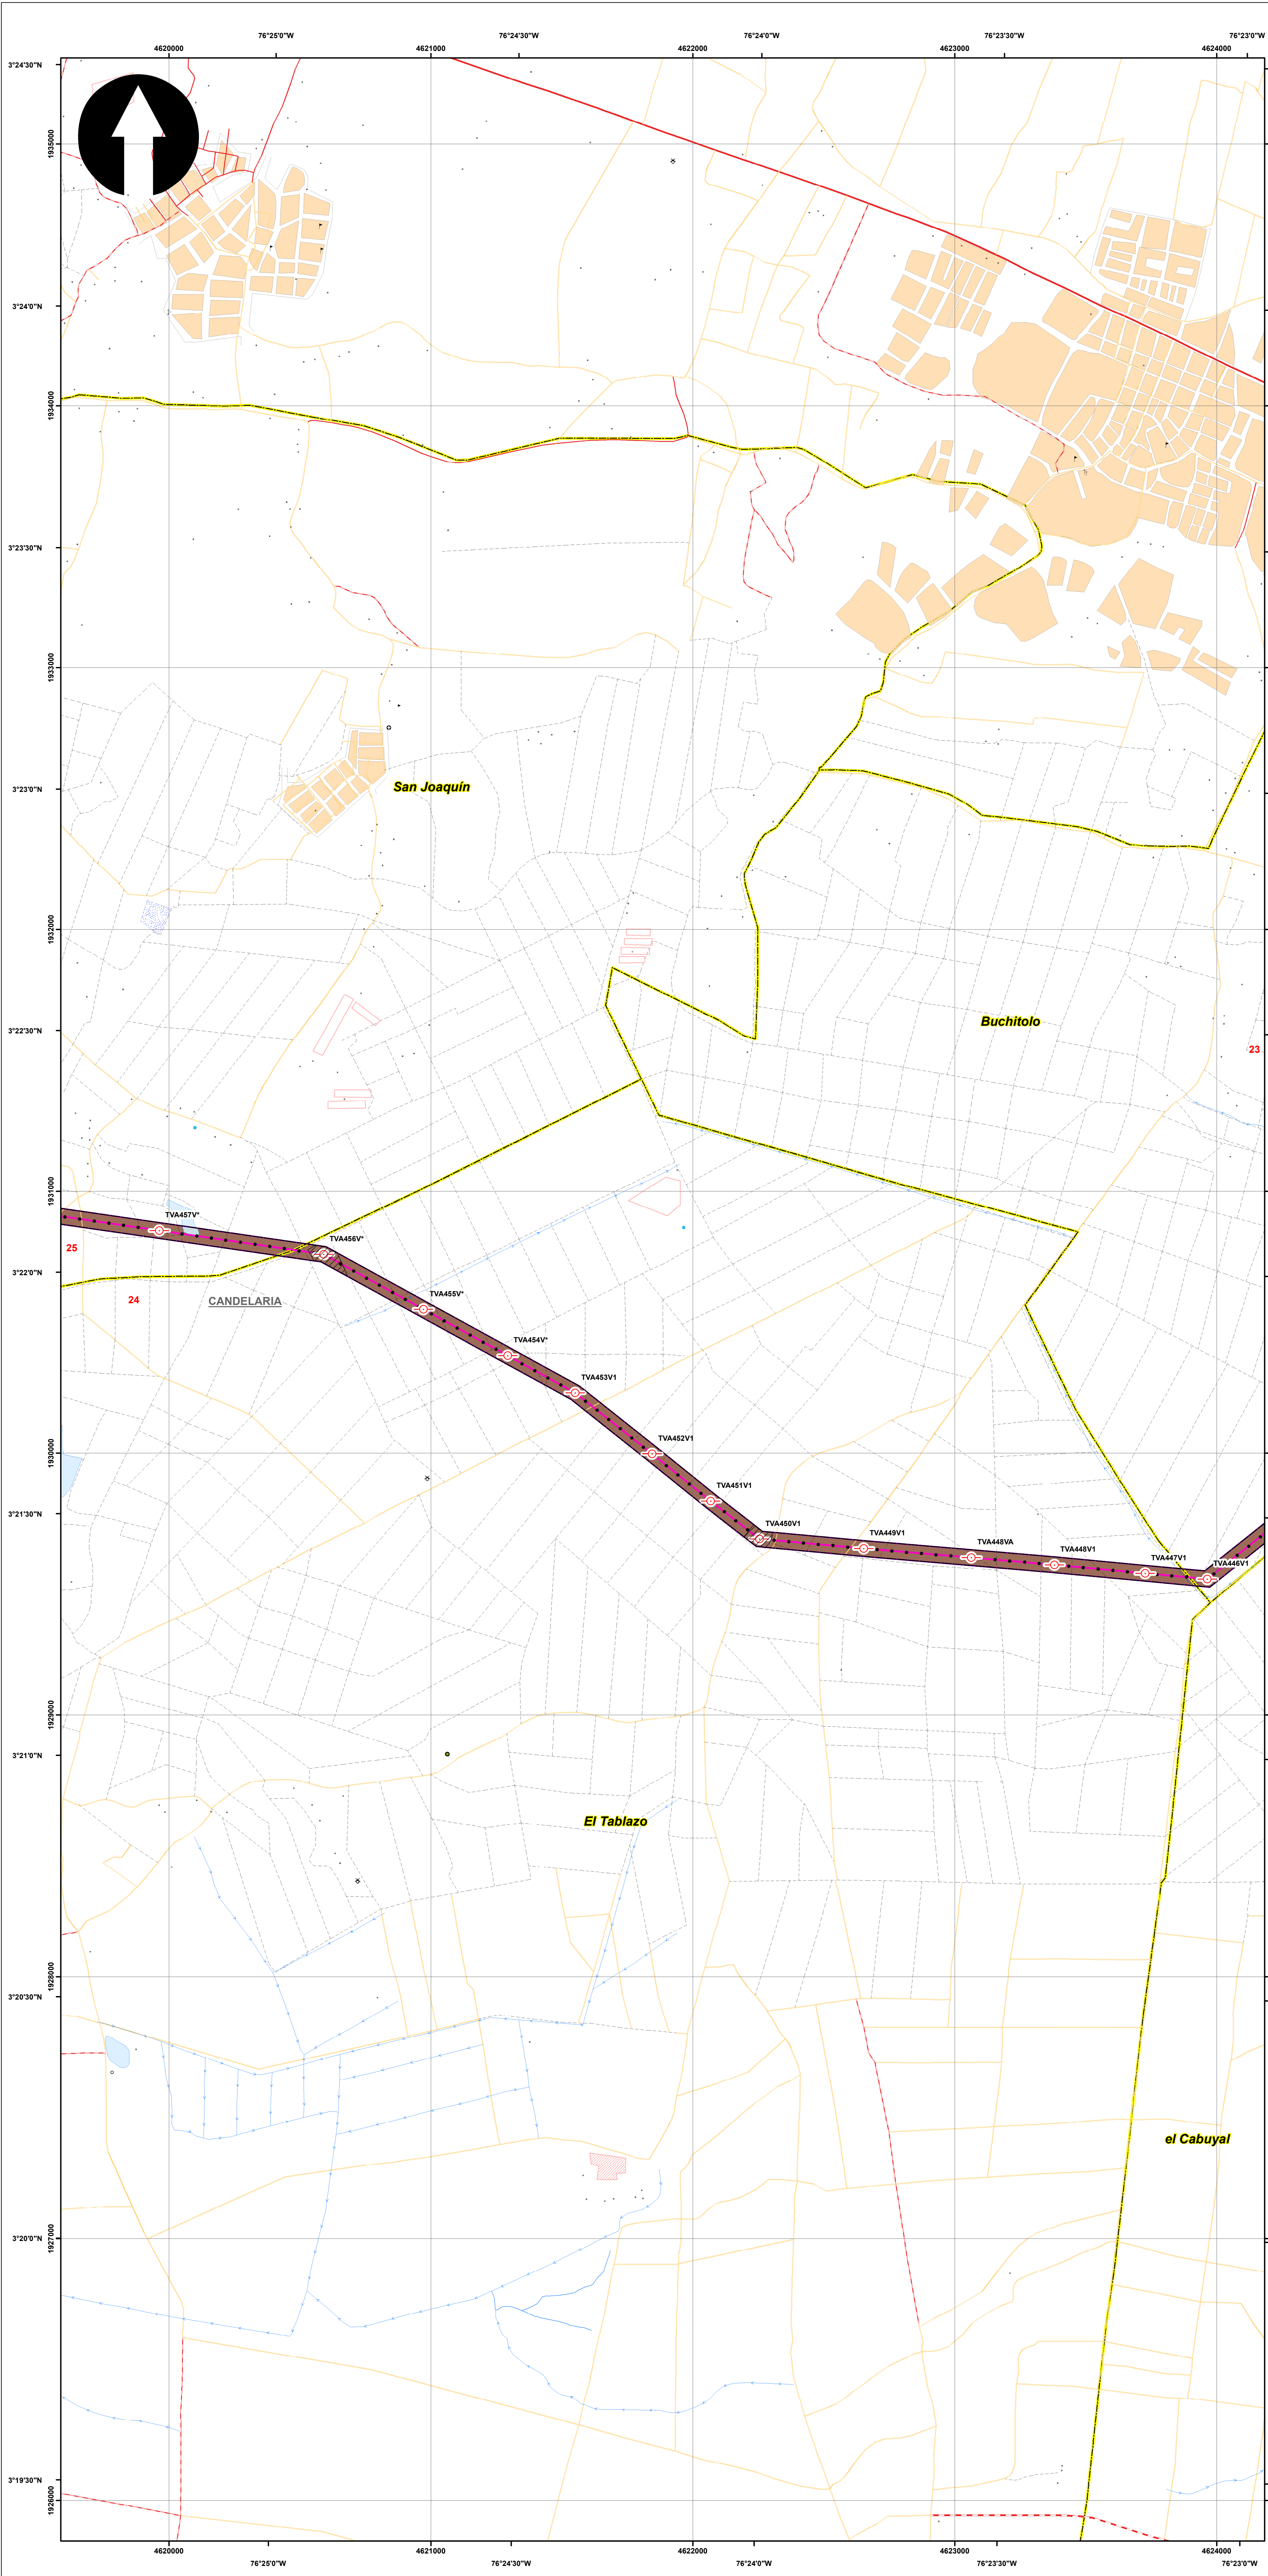 76°25'0"W 76°24'30"W 76°24'0"W 76°23'30"W 76°23'0"W
4620000 4621000 4622000 4623000 4624000
3°24'30"N
1935000
3°24'0"N
1934000
3°23'30"N
1933000
San Joaquín
3°23'0"N
1932000
Buchitolo
3°22'30"N
23
1931000
TVA457V*
TVA456V*
25
3°22'0"N
TVA455V*
24
CANDELARIA
TVA454V*
TVA453V1
TVA452V1
1930000
TVA451V1
3°21'30"N
TVA450V1
TVA449V1
TVA448VA
TVA448V1
TVA447V1
TVA446V1
1929000
3°21'0"N
El Tablazo
1928000
3°20'30"N
el Cabuyal
3°20'0"N
1927000
3°19'30"N
1926000
4620000 4621000 4622000 4623000 4624000
76°25'0"W 76°24'30"W 76°24'0"W 76°23'30"W 76°23'0"W